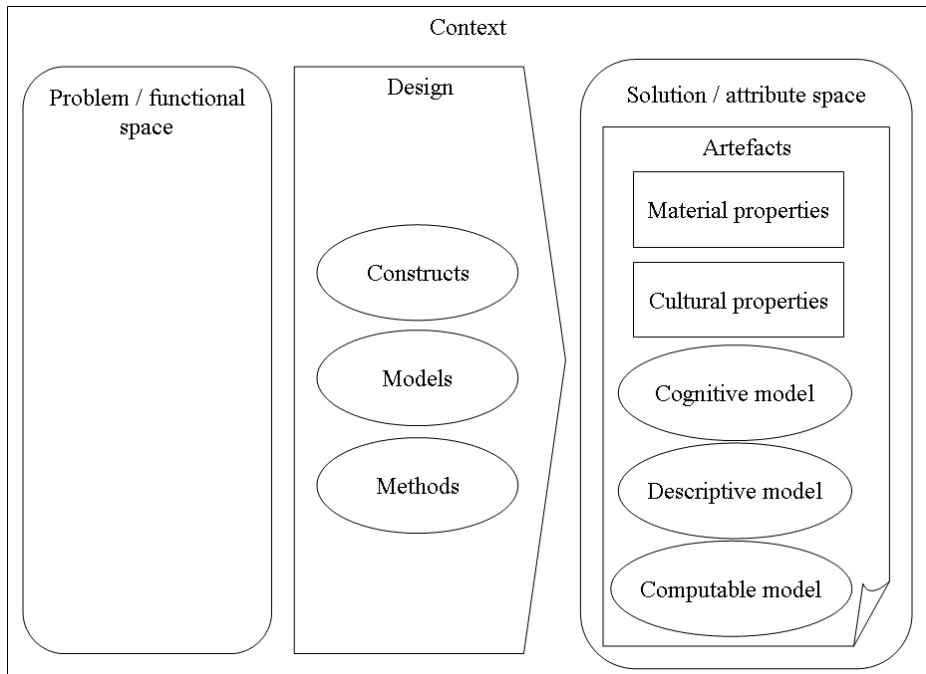 Context
Problem / functional
space
Design
Constructs
Models
Methods
Solution / attribute space
Artefacts
Material properties
Cultural properties
Cognitive model
Descriptive model
Computable model